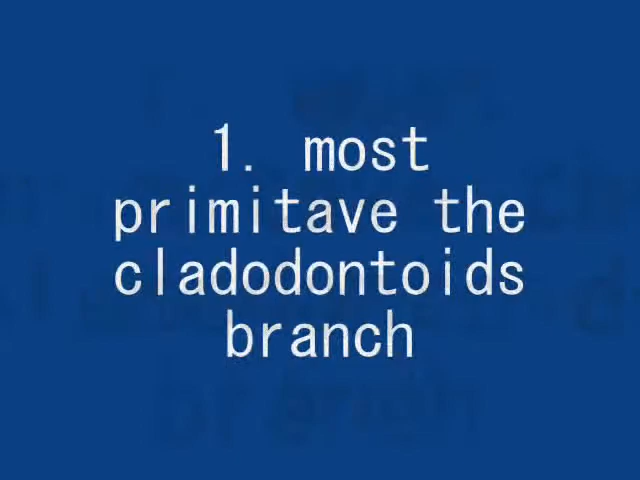 1. most
primitave the
cladodontoids
branch